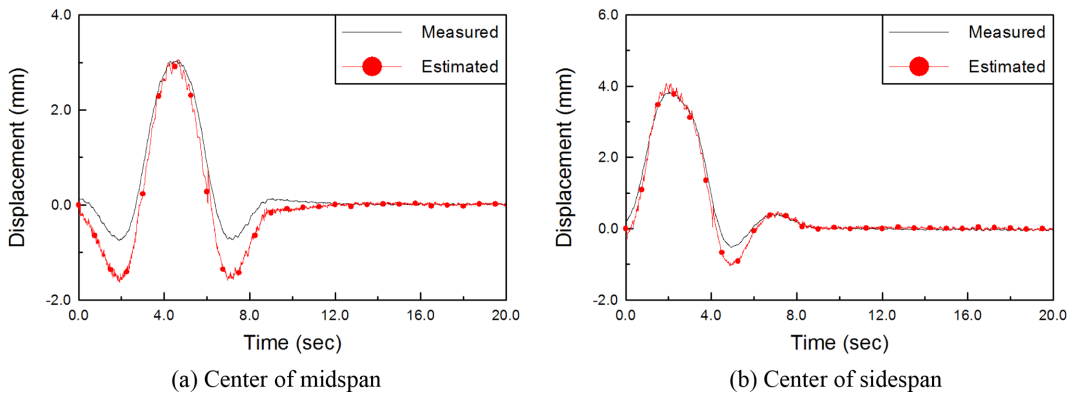 4.0
2.0
0.0
-2.0
0.0
4.0
8.0
12.0
16.0
20.0
Displacement (mm)
Time (sec)
Measured
Estimated
(a) Center of midspan
6.0
4.0
2.0
0.0
-2.0
0.0
4.0
8.0
12.0
16.0
20.0
Displacement (mm)
Time (sec)
Measured
Estimated
(b) Center of sidespan